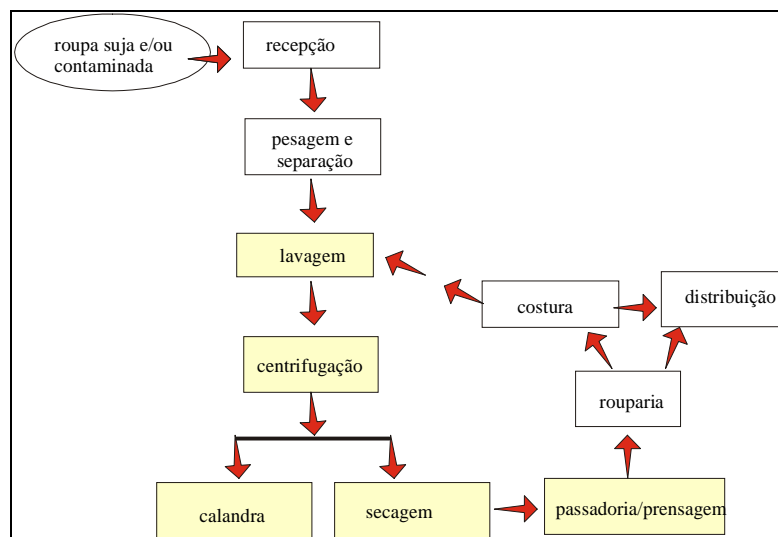 roupa suja e/ou
contaminada
recepção
pesagem e
separação
lavagem
costura
distribuição
centrifugação
rouparia
calandra
secagem
passadoria/prensagem